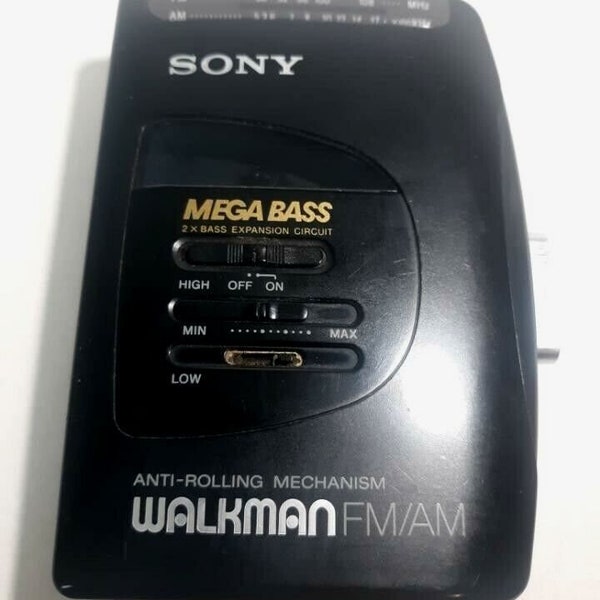 MHz
AM
SONY
MEGA BASS
2 × BASS EXPANSION CIRCUIT
HIGH OFF ON
MIN MAX
LOW
ANTI-ROLLING MECHANISM
WALKMAN FM/AM